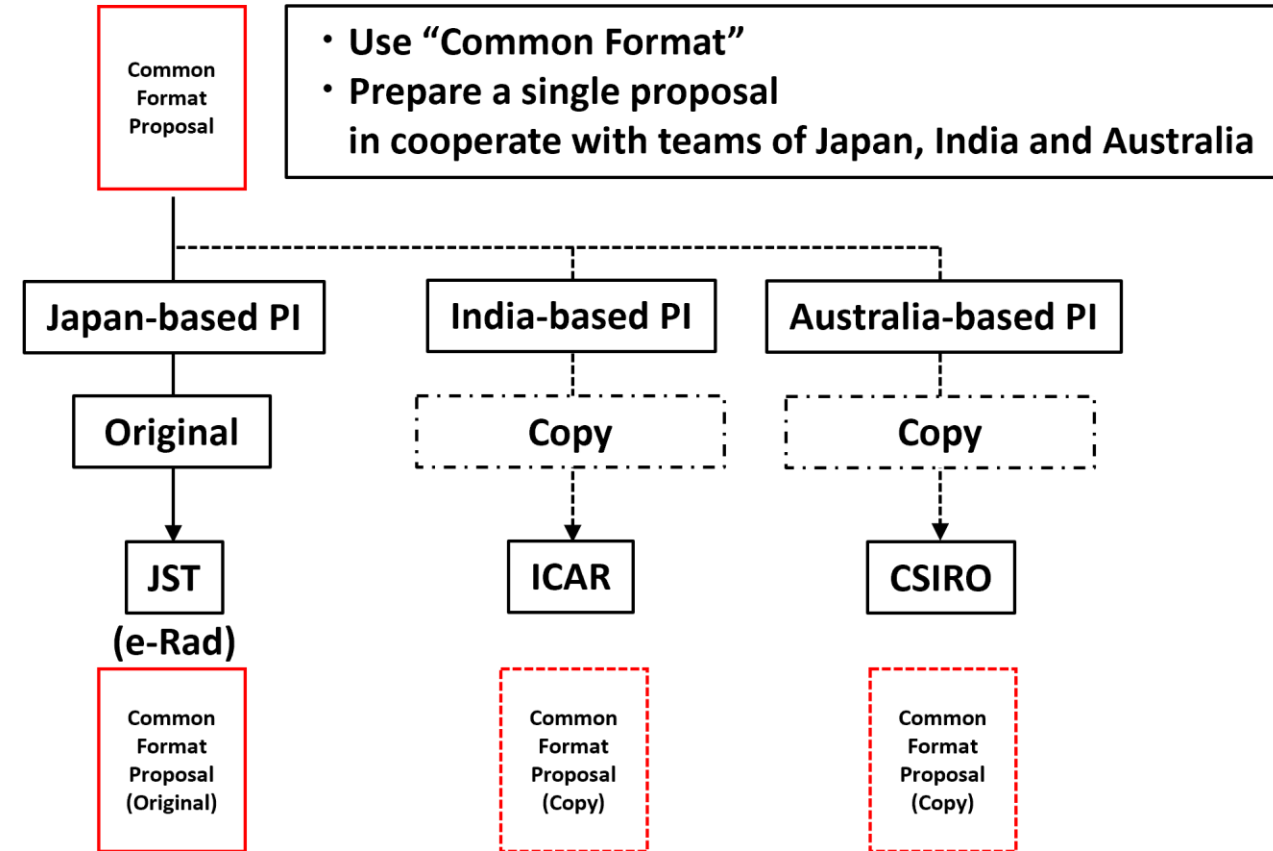 Common
Format
Proposal
・Use “Common Format”
・Prepare a single proposal
in cooperate with teams of Japan, India and Australia
Japan-based PI
India-based PI
Australia-based PI
Original
Copy
Copy
JST
ICAR
CSIRO
(e-Rad)
Common
Format
Proposal
(Original)
Common
Format
Proposal
(Copy)
Common
Format
Proposal
(Copy)